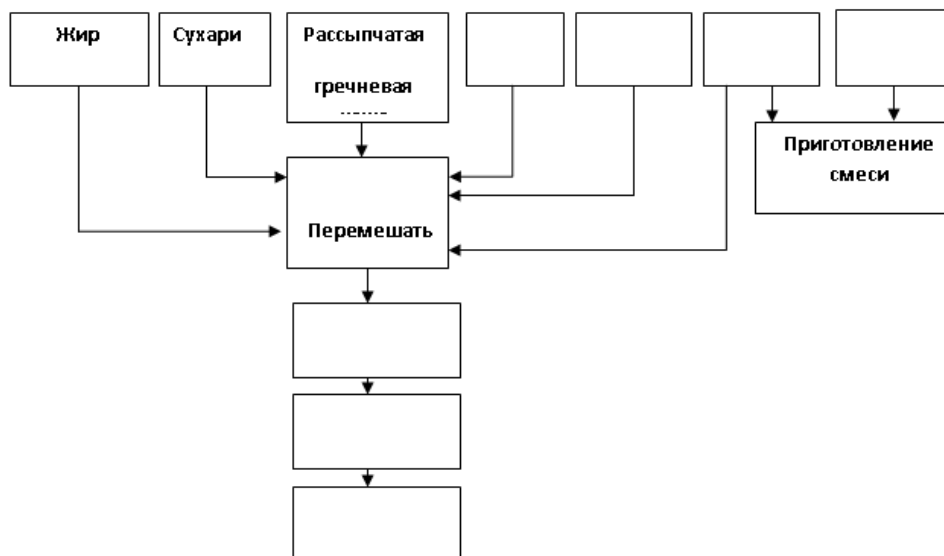 Жир
Сухари
Рассыпчатая
гречневая
Приготовление
смеси
Перемешать